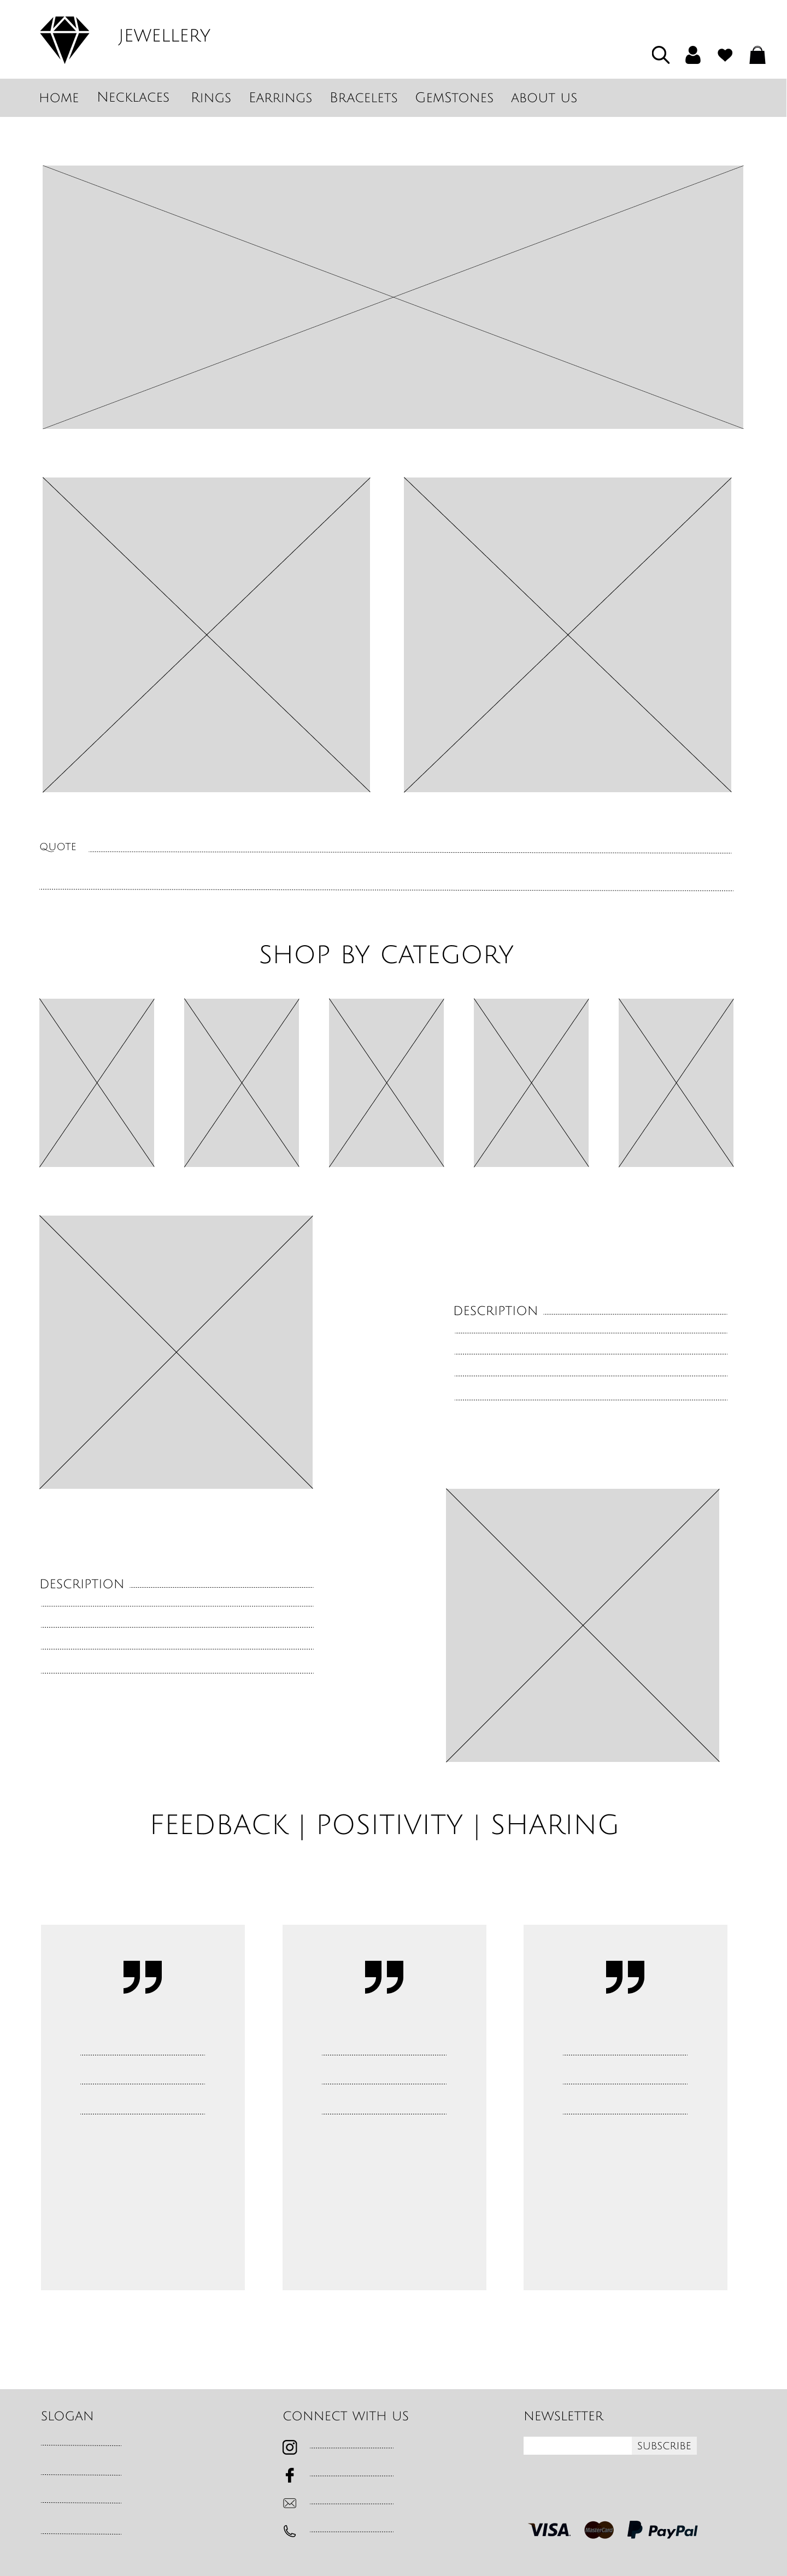 JEWELLERY
HOME Necklaces Rings Earrings Bracelets GemStones ABOUT US
QUOTE
SHOP BY CATEGORY
DESCRIPTION
DESCRIPTION
FEEDBACK | POSITIVITY | SHARING
”
”
”
SLOGAN
CONNECT WITH US
NEWSLETTER
SUBSCRIBE
VISA MasterCard PayPal